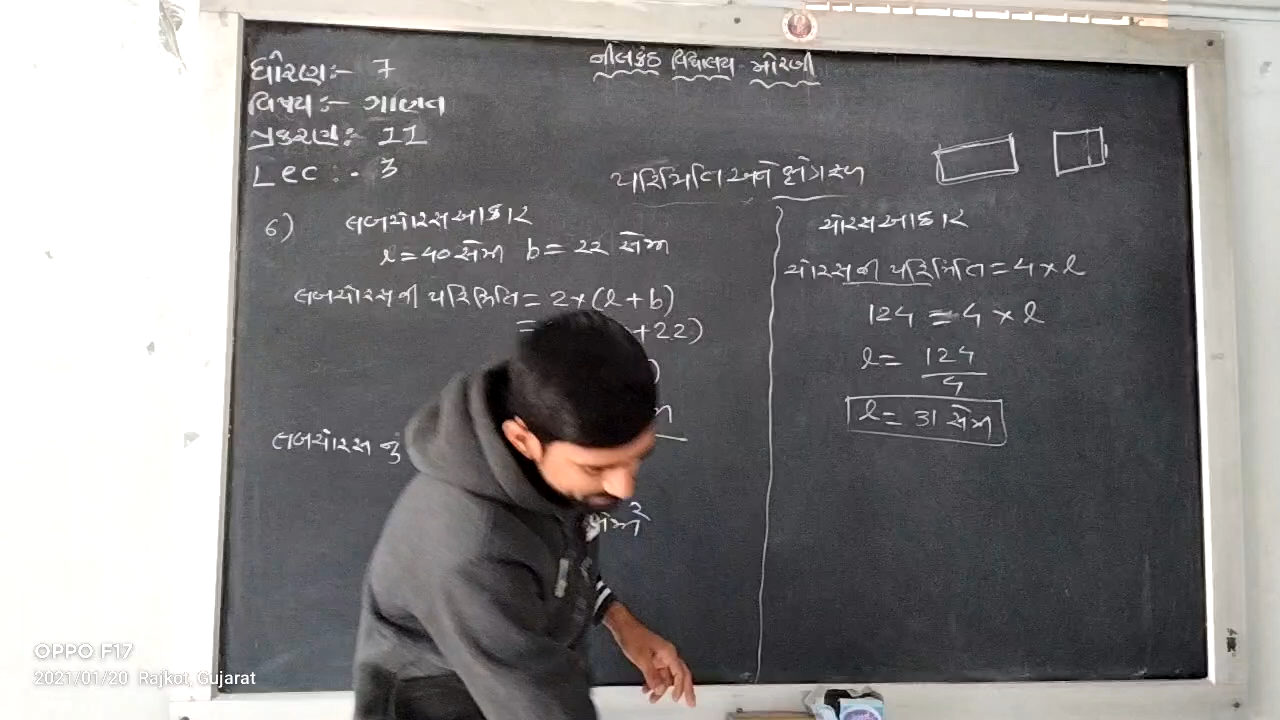 નીલકંઠ વિદ્યાલય - મોરબી
ધોરણ:- 7
વિષય:- ગણિત
પ્રકરણ: 11
Lec :- 3
પરિમિતિ અને ક્ષેત્રફળ
6) લંબચોરસ આકાર
l = ૪૦ સેમી b = ૨૨ સેમી
લંબચોરસની પરિમિતિ = 2 × (l + b)
= + 22)
)
લંબચોરસ નું
સેમી²
ચોરસ આકાર
ચોરસની પરિમિતિ = 4 × l
124 = 4 × l
l = 124
4
l = 31 સેમી
OPPO F17
2021/01/20 Rajkot, Gujarat